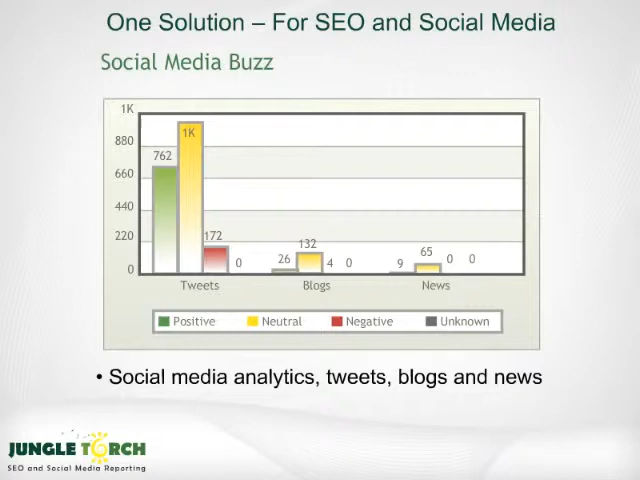 One Solution – For SEO and Social Media
Social Media Buzz
1K
880
660
440
220
0
762
1K
172
0
26
132
4
0
9
65
0
0
Tweets
Blogs
News
Positive
Neutral
Negative
Unknown
• Social media analytics, tweets, blogs and news
JUNGLE TORCH
SEO and Social Media Reporting